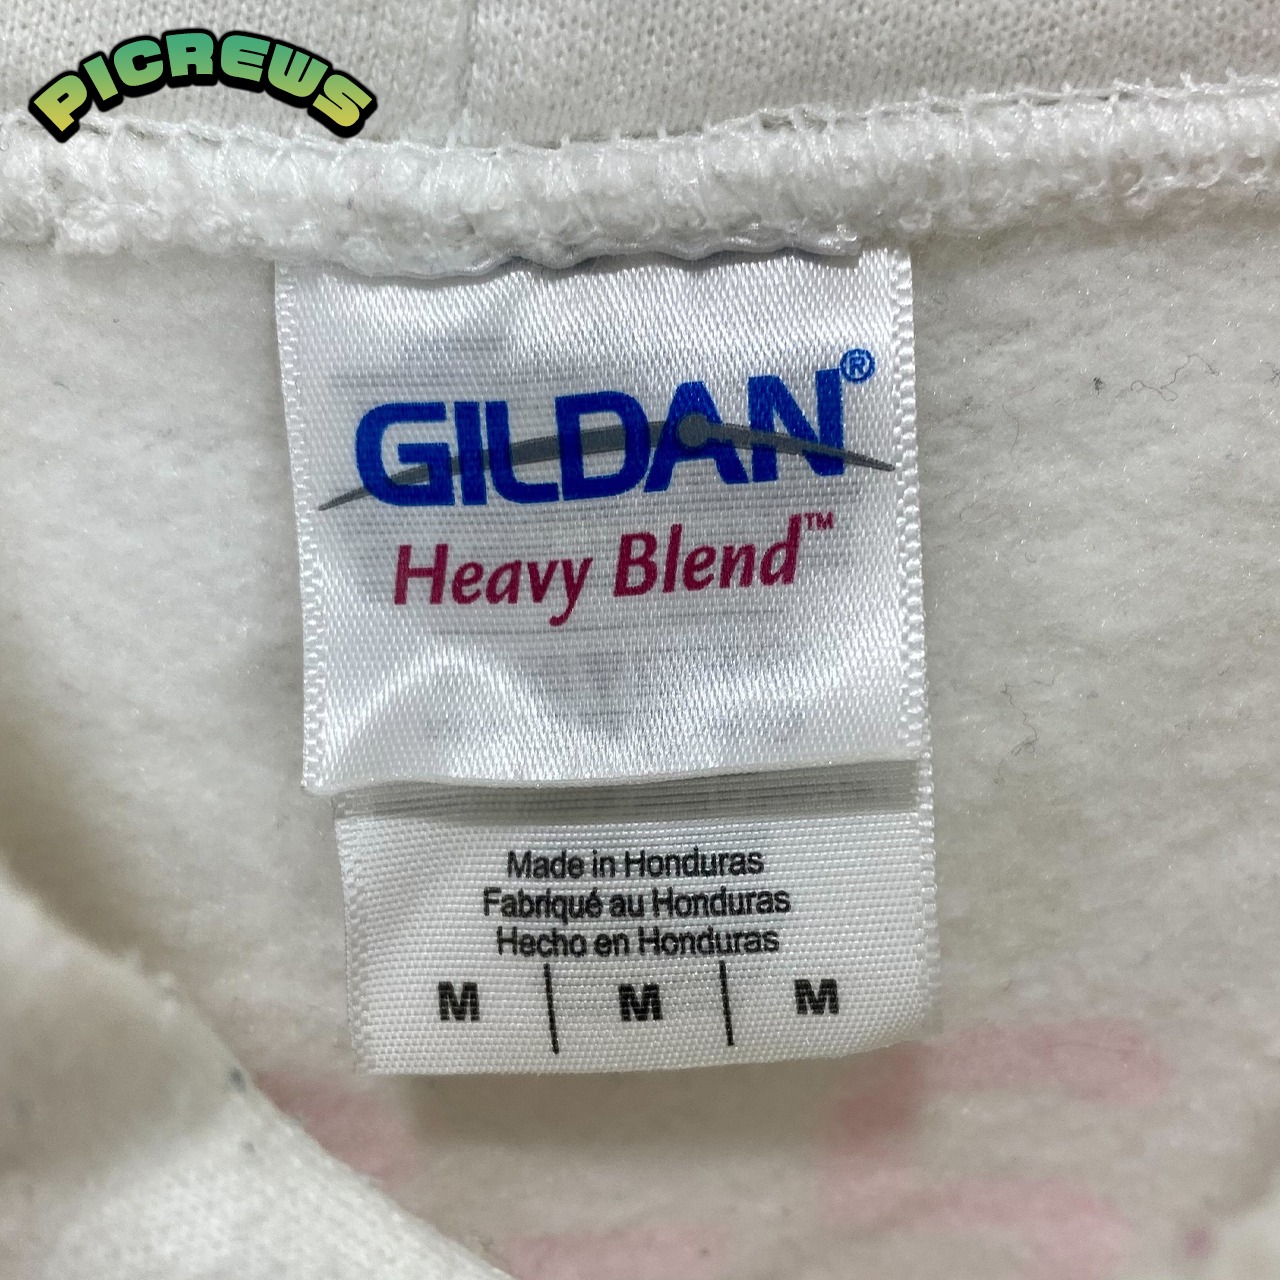 PICREWS
GILDAN®
Heavy Blend™
Made in Honduras
Fabriqué au Honduras
Hecho en Honduras
M | M | M